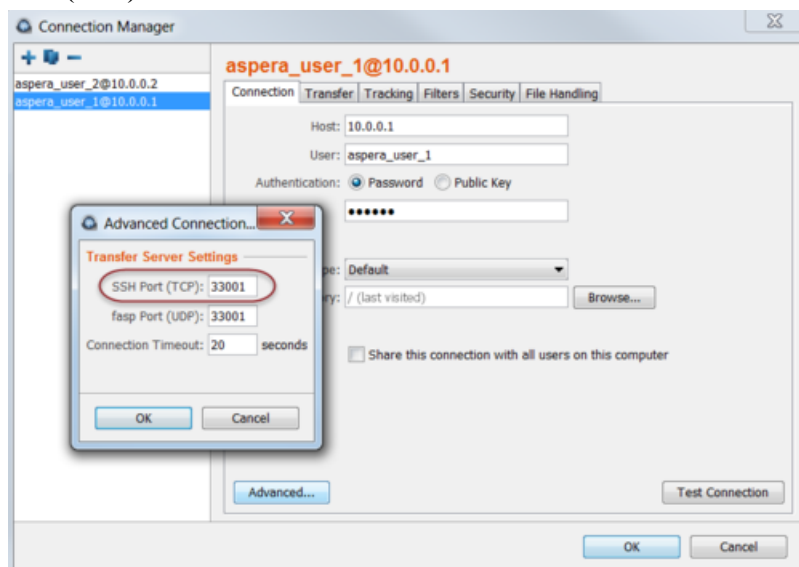 Connection Manager
aspera_user_2@10.0.0.2
aspera_user_1@10.0.0.1
aspera_user_1@10.0.0.1
Connection Transfer Tracking Filters Security File Handling
Host: 10.0.0.1
User: aspera_user_1
Authentication: Password Public Key
••••••
pe: Default
ry: / (last visited) Browse...
Share this connection with all users on this computer
Advanced Conne ction...
Transfer Server Settings
SSH Port (TCP): 33001
fasp Port (UDP): 33001
Connection Timeout: 20 seconds
OK Cancel
Advanced... Test Connection
OK Cancel